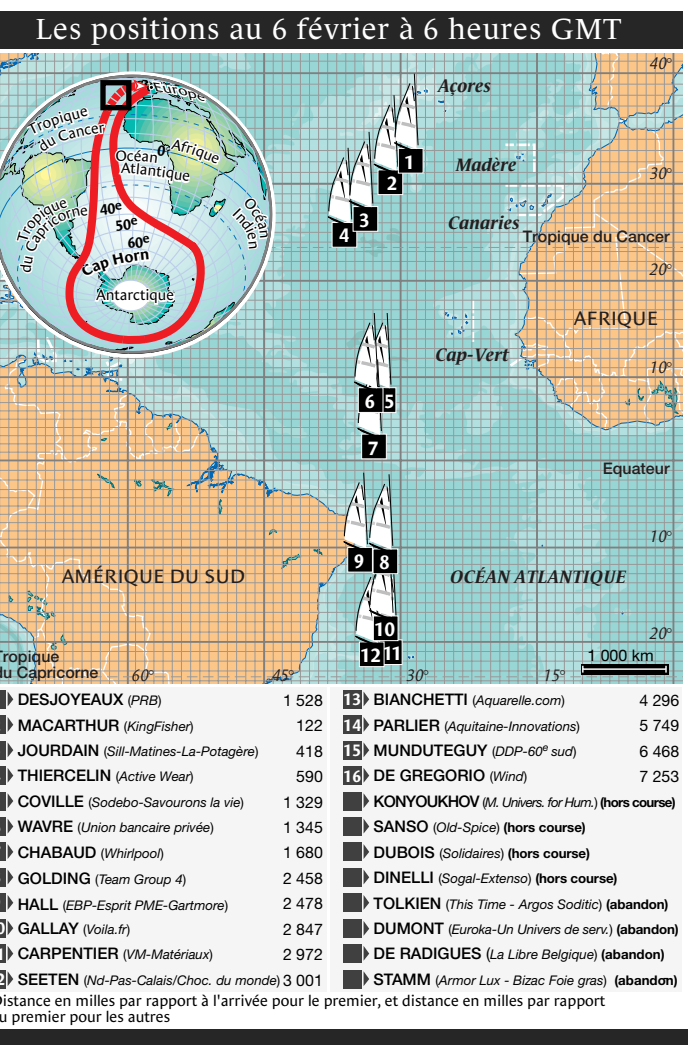 Les positions au 6 février à 6 heures GMT
40°
Açores
Europe
Tropique
du Cancer
0°
Afrique
Océan
Atlantique
Tropique
du Capricorne
40e
50e
60e
Cap Horn
Océan
Indien
Antarctique
1
2
3
4
Madère
30°
Canaries
Tropique du Cancer
20°
AFRIQUE
Cap-Vert
10°
6
5
7
Equateur
9
8
10°
AMÉRIQUE DU SUD
OCÉAN ATLANTIQUE
10
12
11
20°
1 000 km
Tropique
du Capricorne
60°
45°
30°
15°
DESJOYEAUX (PRB) 1 528
MACARTHUR (KingFisher) 122
JOURDAIN (Sill-Matines-La-Potagère) 418
THIERCELIN (Active Wear) 590
COVILLE (Sodebo-Savourons la vie) 1 329
WAVRE (Union bancaire privée) 1 345
CHABAUD (Whirlpool) 1 680
GOLDING (Team Group 4) 2 458
HALL (EBP-Esprit PME-Gartmore) 2 478
0 GALLAY (Voila.fr) 2 847
1 CARPENTIER (VM-Matériaux) 2 972
2 SEETEN (Nd-Pas-Calais/Choc. du monde) 3 001
13 BIANCHETTI (Aquarelle.com) 4 296
14 PARLIER (Aquitaine-Innovations) 5 749
15 MUNDUTEGUY (DDP-60e sud) 6 468
16 DE GREGORIO (Wind) 7 253
KONYOUKHOV (M. Univers. for Hum.) (hors course)
SANSO (Old-Spice) (hors course)
DUBOIS (Solidaires) (hors course)
DINELLI (Sogal-Extenso) (hors course)
TOLKIEN (This Time - Argos Soditic) (abandon)
DUMONT (Euroka-Un Univers de serv.) (abandon)
DE RADIGUES (La Libre Belgique) (abandon)
STAMM (Armor Lux - Bizac Foie gras) (abandon)
Distance en milles par rapport à l'arrivée pour le premier, et distance en milles par rapport
au premier pour les autres